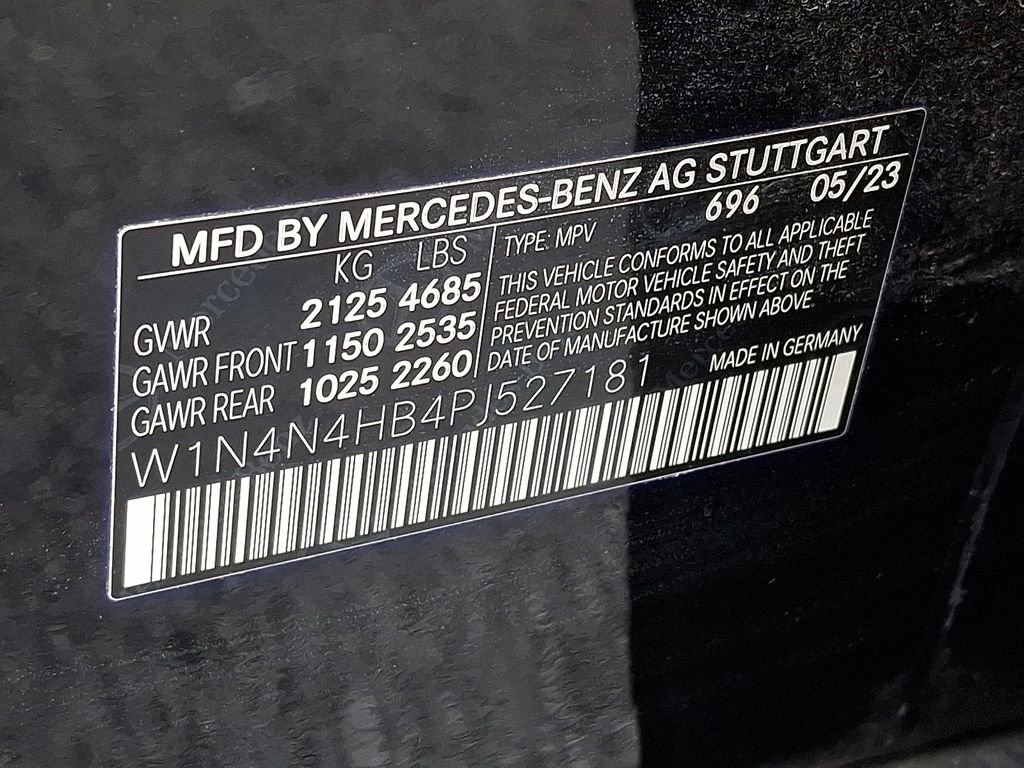 MFD BY MERCEDES-BENZ AG STUTTGART
696 05/23
KG LBS
GVWR 2125 4685
GAWR FRONT 1150 2535
GAWR REAR 1025 2260
TYPE: MPV
THIS VEHICLE CONFORMS TO ALL APPLICABLE
FEDERAL MOTOR VEHICLE SAFETY AND THEFT
PREVENTION STANDARDS IN EFFECT ON THE
DATE OF MANUFACTURE SHOWN ABOVE.
MADE IN GERMANY
W1N4N4HB4PJ527181